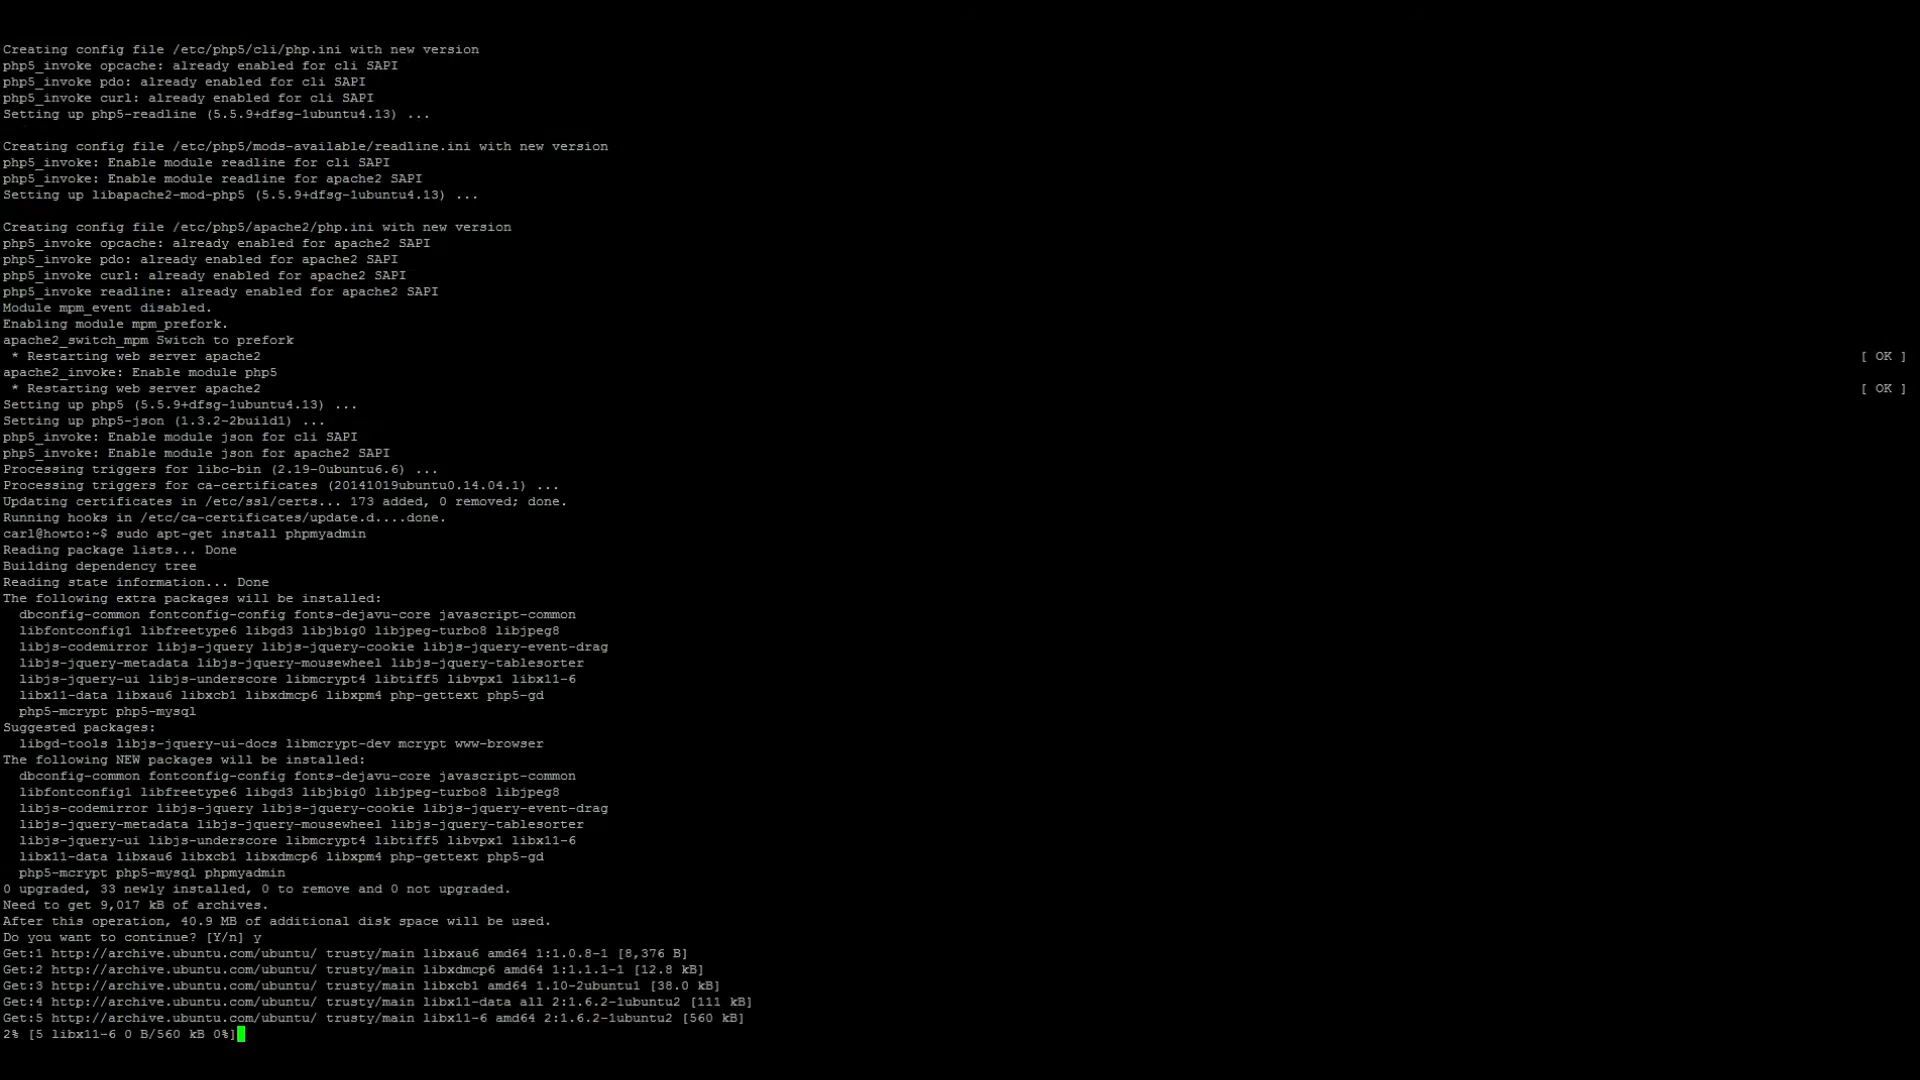 Creating config file /etc/php5/cli/php.ini with new version
php5_invoke opcache: already enabled for cli SAPI
php5_invoke pdo: already enabled for cli SAPI
php5_invoke curl: already enabled for cli SAPI
Setting up php5-readline (5.5.9+dfsg-1ubuntu4.13) ...
Creating config file /etc/php5/mods-available/readline.ini with new version
php5_invoke: Enable module readline for cli SAPI
php5_invoke: Enable module readline for apache2 SAPI
Setting up libapache2-mod-php5 (5.5.9+dfsg-1ubuntu4.13) ...
Creating config file /etc/php5/apache2/php.ini with new version
php5_invoke opcache: already enabled for apache2 SAPI
php5_invoke pdo: already enabled for apache2 SAPI
php5_invoke curl: already enabled for apache2 SAPI
php5_invoke readline: already enabled for apache2 SAPI
Module mpm_event disabled.
Enabling module mpm_prefork.
apache2_switch_mpm Switch to prefork
 * Restarting web server apache2 [ OK ]
apache2_invoke: Enable module php5
 * Restarting web server apache2 [ OK ]
Setting up php5 (5.5.9+dfsg-1ubuntu4.13) ...
Setting up php5-json (1.3.2-2build1) ...
php5_invoke: Enable module json for cli SAPI
php5_invoke: Enable module json for apache2 SAPI
Processing triggers for libc-bin (2.19-0ubuntu6.6) ...
Processing triggers for ca-certificates (20141019ubuntu0.14.04.1) ...
Updating certificates in /etc/ssl/certs... 173 added, 0 removed; done.
Running hooks in /etc/ca-certificates/update.d....done.
carl@howto:~$ sudo apt-get install phpmyadmin
Reading package lists... Done
Building dependency tree
Reading state information... Done
The following extra packages will be installed:
  dbconfig-common fontconfig-config fonts-dejavu-core javascript-common
  libfontconfig1 libfreetype6 libgd3 libjbig0 libjpeg-turbo8 libjpeg8
  libjs-codemirror libjs-jquery libjs-jquery-cookie libjs-jquery-event-drag
  libjs-jquery-metadata libjs-jquery-mousewheel libjs-jquery-tablesorter
  libjs-jquery-ui libjs-underscore libmcrypt4 libtiff5 libvpx1 libx11-6
  libx11-data libxau6 libxcb1 libxdmcp6 libxpm4 php-gettext php5-gd
  php5-mcrypt php5-mysql
Suggested packages:
  libgd-tools libjs-jquery-ui-docs libmcrypt-dev mcrypt www-browser
The following NEW packages will be installed:
  dbconfig-common fontconfig-config fonts-dejavu-core javascript-common
  libfontconfig1 libfreetype6 libgd3 libjbig0 libjpeg-turbo8 libjpeg8
  libjs-codemirror libjs-jquery libjs-jquery-cookie libjs-jquery-event-drag
  libjs-jquery-metadata libjs-jquery-mousewheel libjs-jquery-tablesorter
  libjs-jquery-ui libjs-underscore libmcrypt4 libtiff5 libvpx1 libx11-6
  libx11-data libxau6 libxcb1 libxdmcp6 libxpm4 php-gettext php5-gd
  php5-mcrypt php5-mysql phpmyadmin
0 upgraded, 33 newly installed, 0 to remove and 0 not upgraded.
Need to get 9,017 kB of archives.
After this operation, 40.9 MB of additional disk space will be used.
Do you want to continue? [Y/n] y
Get:1 http://archive.ubuntu.com/ubuntu/ trusty/main libxau6 amd64 1:1.0.8-1 [8,376 B]
Get:2 http://archive.ubuntu.com/ubuntu/ trusty/main libxdmcp6 amd64 1:1.1.1-1 [12.8 kB]
Get:3 http://archive.ubuntu.com/ubuntu/ trusty/main libxcb1 amd64 1.10-2ubuntu1 [38.0 kB]
Get:4 http://archive.ubuntu.com/ubuntu/ trusty/main libx11-data all 2:1.6.2-1ubuntu2 [111 kB]
Get:5 http://archive.ubuntu.com/ubuntu/ trusty/main libx11-6 amd64 2:1.6.2-1ubuntu2 [560 kB]
2% [5 libx11-6 0 B/560 kB 0%]